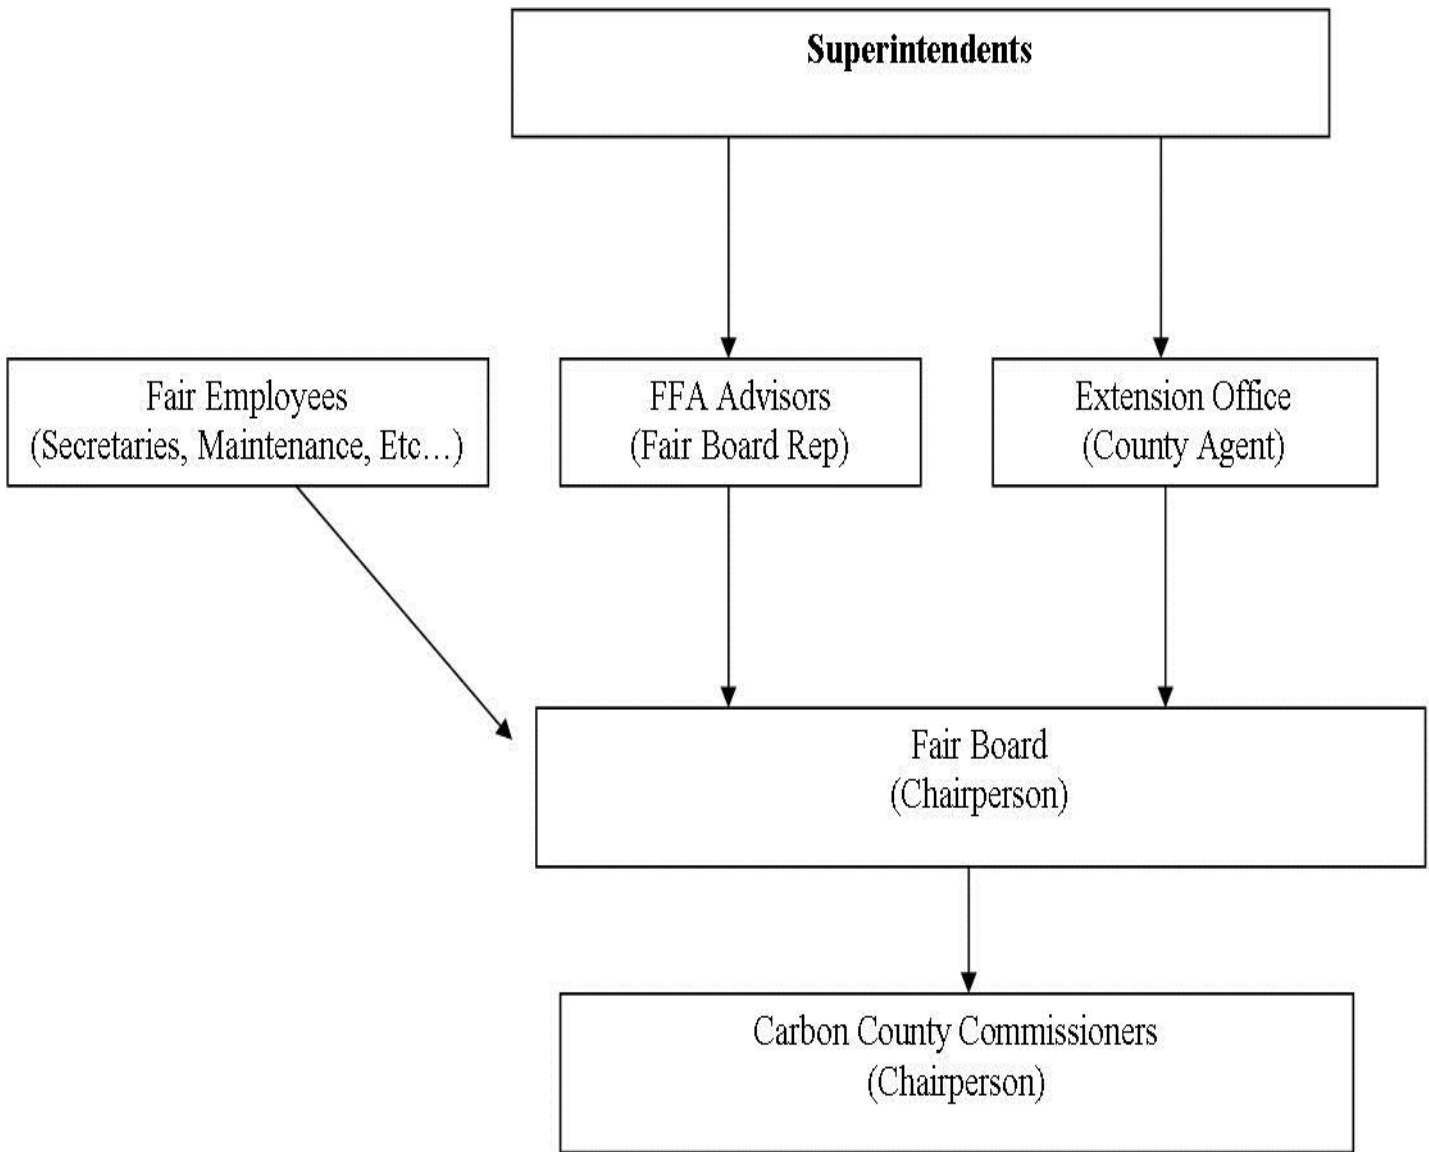 Superintendents
Fair Employees
(Secretaries, Maintenance, Etc…)
FFA Advisors
(Fair Board Rep)
Extension Office
(County Agent)
Fair Board
(Chairperson)
Carbon County Commissioners
(Chairperson)